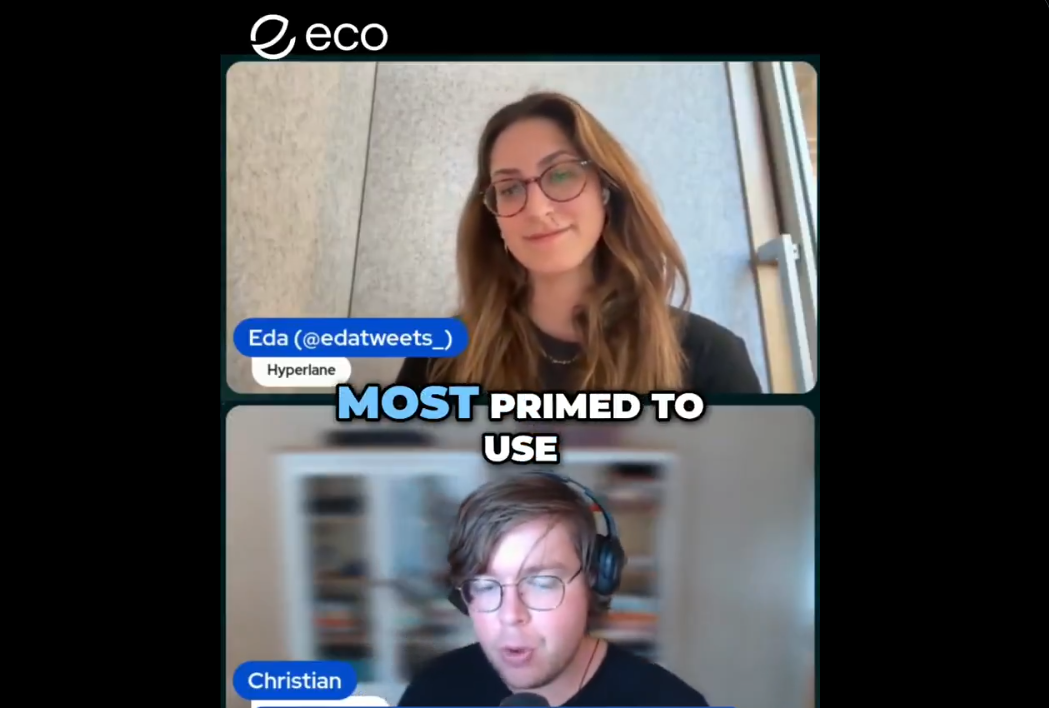 eco
Eda (@edatweets_)
Hyperlane
MOST PRIMED TO
USE
Christian